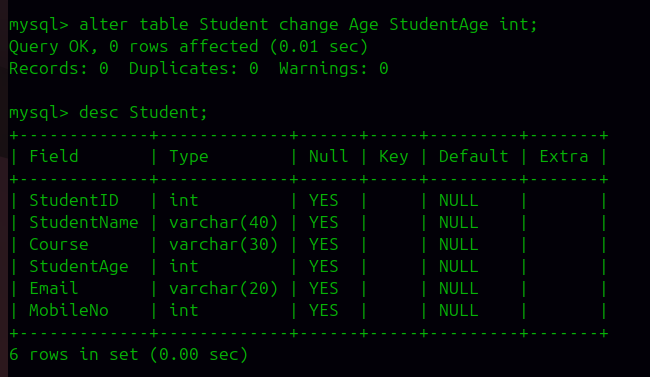 mysql> alter table Student change Age StudentAge int;
Query OK, 0 rows affected (0.01 sec)
Records: 0  Duplicates: 0  Warnings: 0

mysql> desc Student;
+-------------+-------------+------+-----+---------+-------+
| Field       | Type        | Null | Key | Default | Extra |
+-------------+-------------+------+-----+---------+-------+
| StudentID   | int         | YES  |     | NULL    |       |
| StudentName | varchar(40) | YES  |     | NULL    |       |
| Course      | varchar(30) | YES  |     | NULL    |       |
| StudentAge  | int         | YES  |     | NULL    |       |
| Email       | varchar(20) | YES  |     | NULL    |       |
| MobileNo    | int         | YES  |     | NULL    |       |
+-------------+-------------+------+-----+---------+-------+
6 rows in set (0.00 sec)